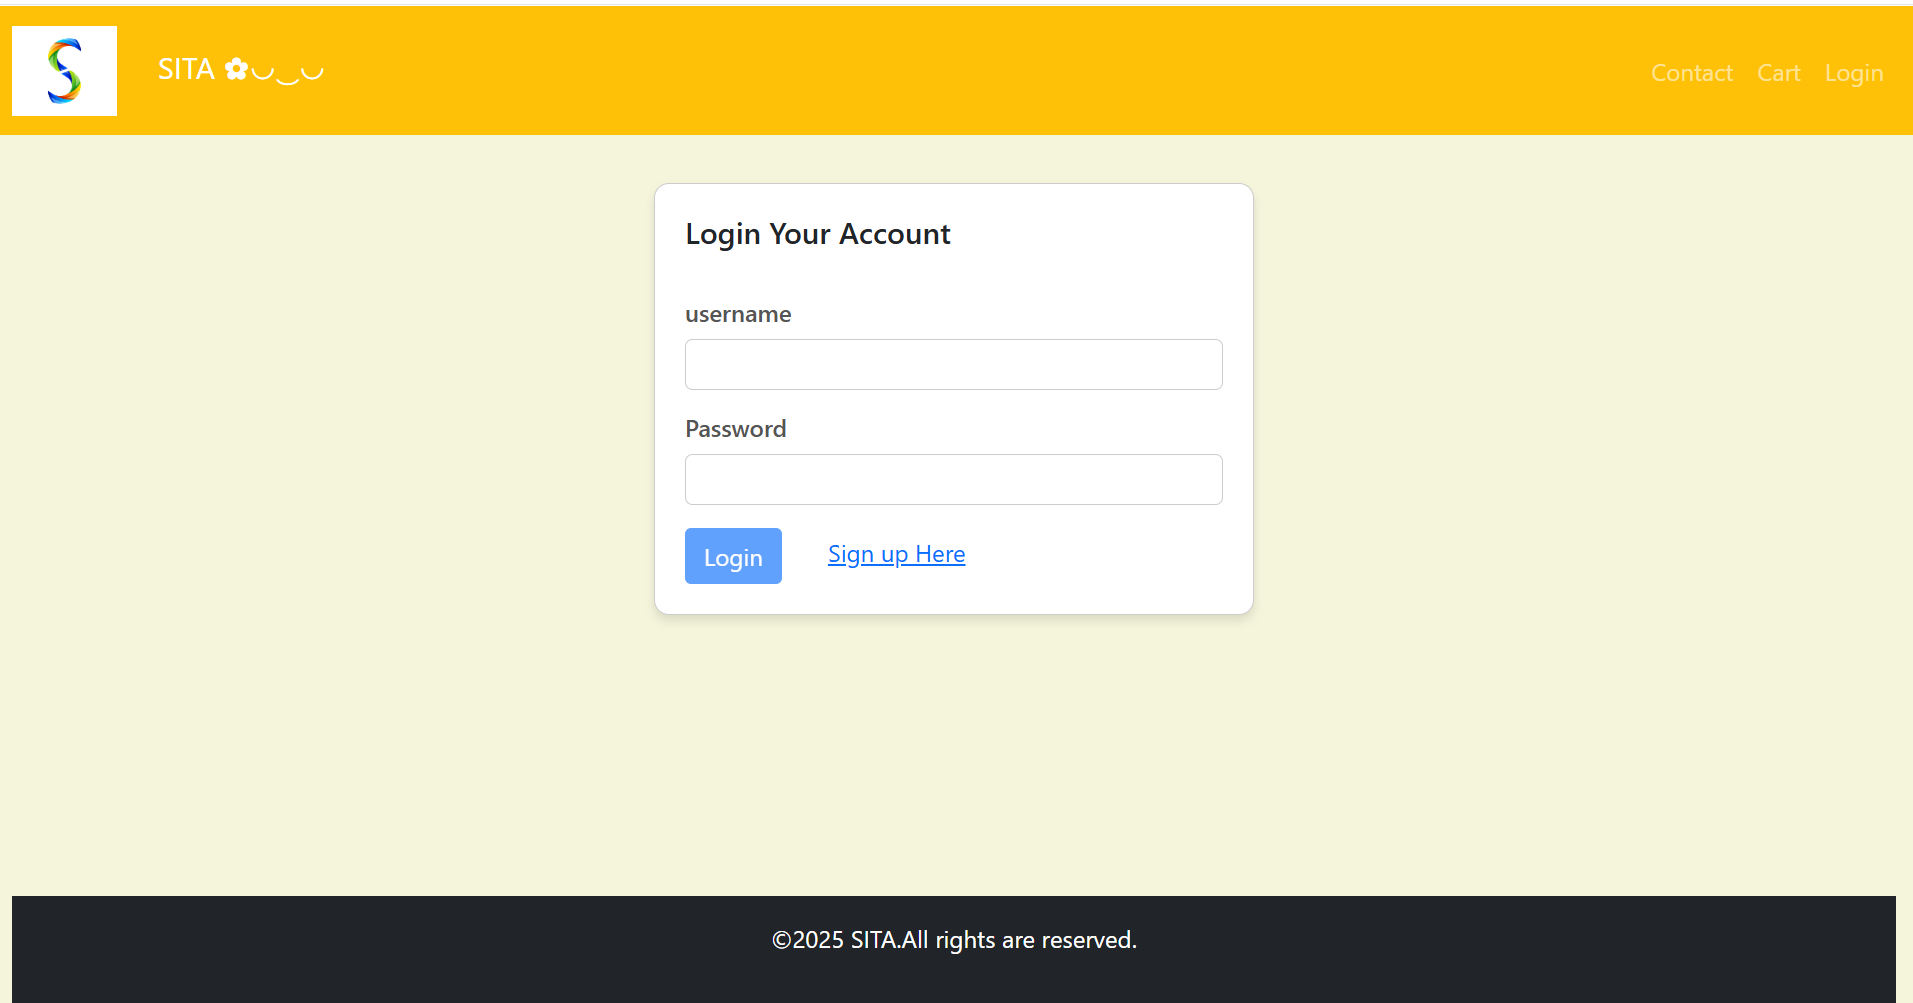 SITA ✿◡‿◡
Contact Cart Login
Login Your Account
username
Password
Login Sign up Here
©2025 SITA.All rights are reserved.